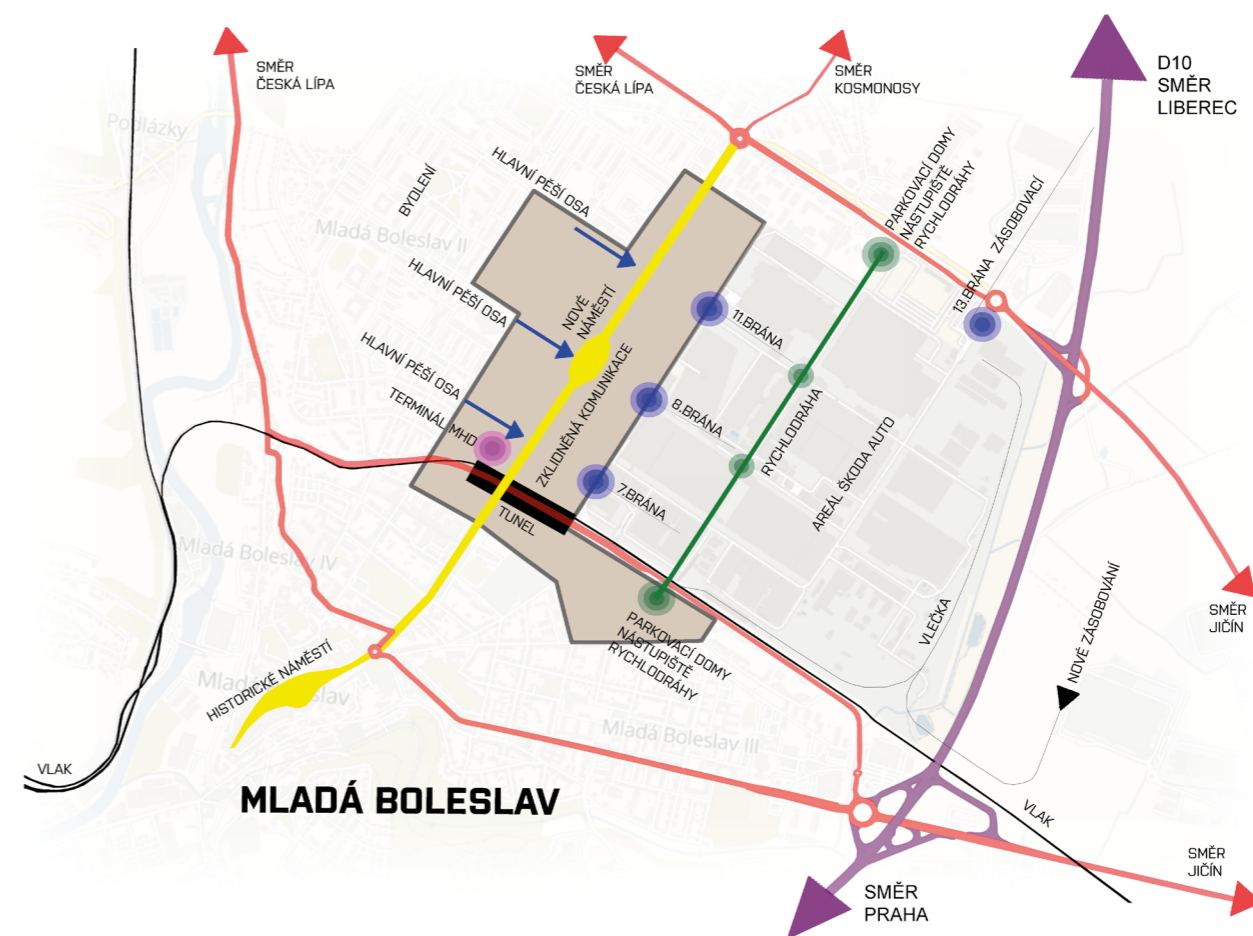 SMĚR
ČESKÁ LÍPA
SMĚR
ČESKÁ LÍPA
SMĚR
KOSMONOSY
D10
SMĚR
LIBEREC
Podlázky
BYDLENÍ
HLAVNÍ PĚŠÍ OSA
PARKOVACÍ DOMY
NÁSTUPIŠTĚ
RYCHLODRÁHY
13.BRÁNA ZÁSOBOVACÍ
Mladá Boleslav II
HLAVNÍ PĚŠÍ OSA
NOVÉ
NÁMĚSTÍ
11.BRÁNA
HLAVNÍ PĚŠÍ OSA
TERMINÁL MHD
ZKLIDNĚNÁ KOMUNIKACE
8.BRÁNA
RYCHLODRÁHA
AREÁL ŠKODA AUTO
7.BRÁNA
TUNEL
Mladá Boleslav IV
VLEČKA
SMĚR
JIČÍN
PARKOVACÍ DOMY
NÁSTUPIŠTĚ
RYCHLODRÁHY
NOVÉ ZÁSOBOVÁNÍ
HISTORICKÉ NÁMĚSTÍ
Mladá Boleslav
Mladá Boleslav III
VLAK
MLADÁ BOLESLAV
VLAK
SMĚR
JIČÍN
SMĚR
PRAHA